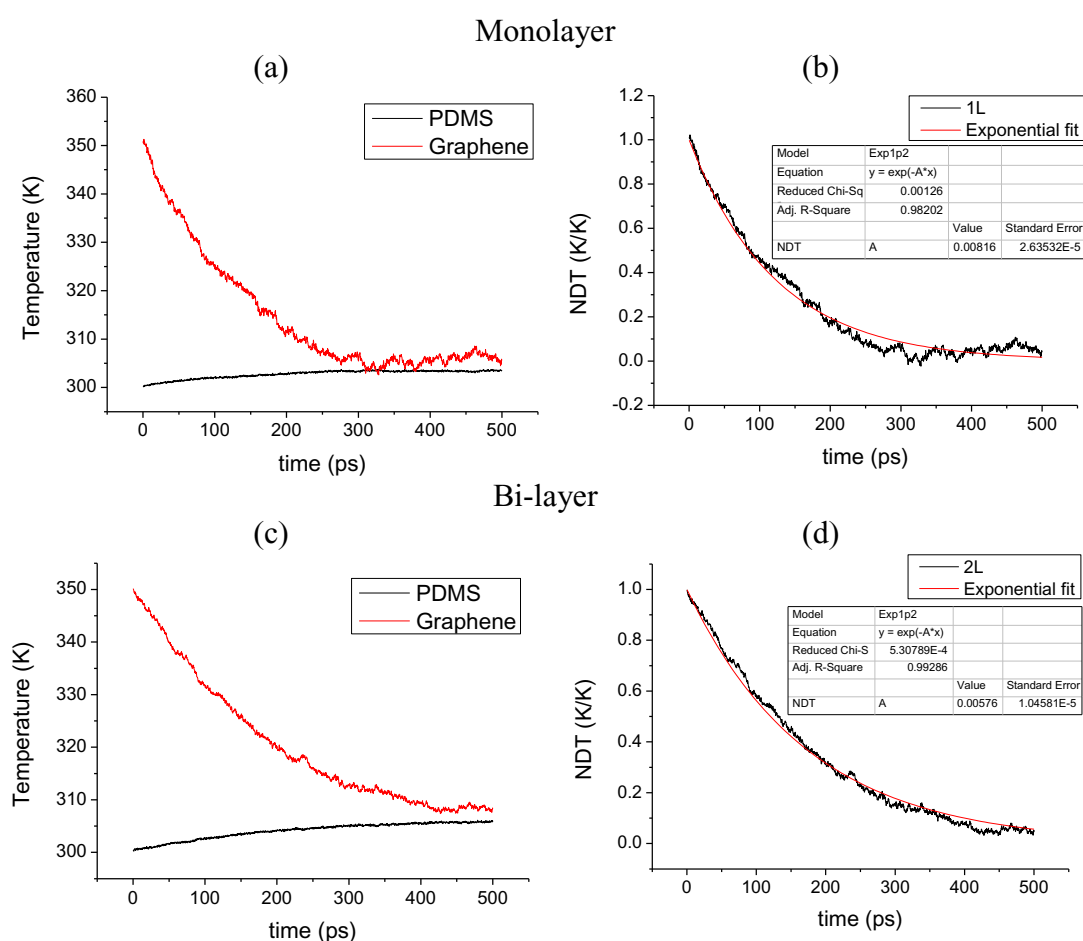 Monolayer
(a)
360
350
340
330
320
310
300
Temperature (K)
PDMS
Graphene
0 100 200 300 400 500
time (ps)
(b)
1.2
1.0
0.8
0.6
0.4
0.2
0.0
-0.2
NDT (K/K)
1L
Exponential fit
Model Exp1p2
Equation y = exp(-A*x)
Reduced Chi-Sq 0.00126
Adj. R-Square 0.98202
Value Standard Error
NDT A 0.00816 2.63532E-5
0 100 200 300 400 500
time (ps)
Bi-layer
(c)
350
340
330
320
310
300
Temperature (K)
PDMS
Graphene
0 100 200 300 400 500
time (ps)
(d)
1.0
0.8
0.6
0.4
0.2
0.0
NDT (K/K)
2L
Exponential fit
Model Exp1p2
Equation y = exp(-A*x)
Reduced Chi-S 5.30789E-4
Adj. R-Square 0.99286
Value Standard Error
NDT A 0.00576 1.04581E-5
0 100 200 300 400 500
time (ps)